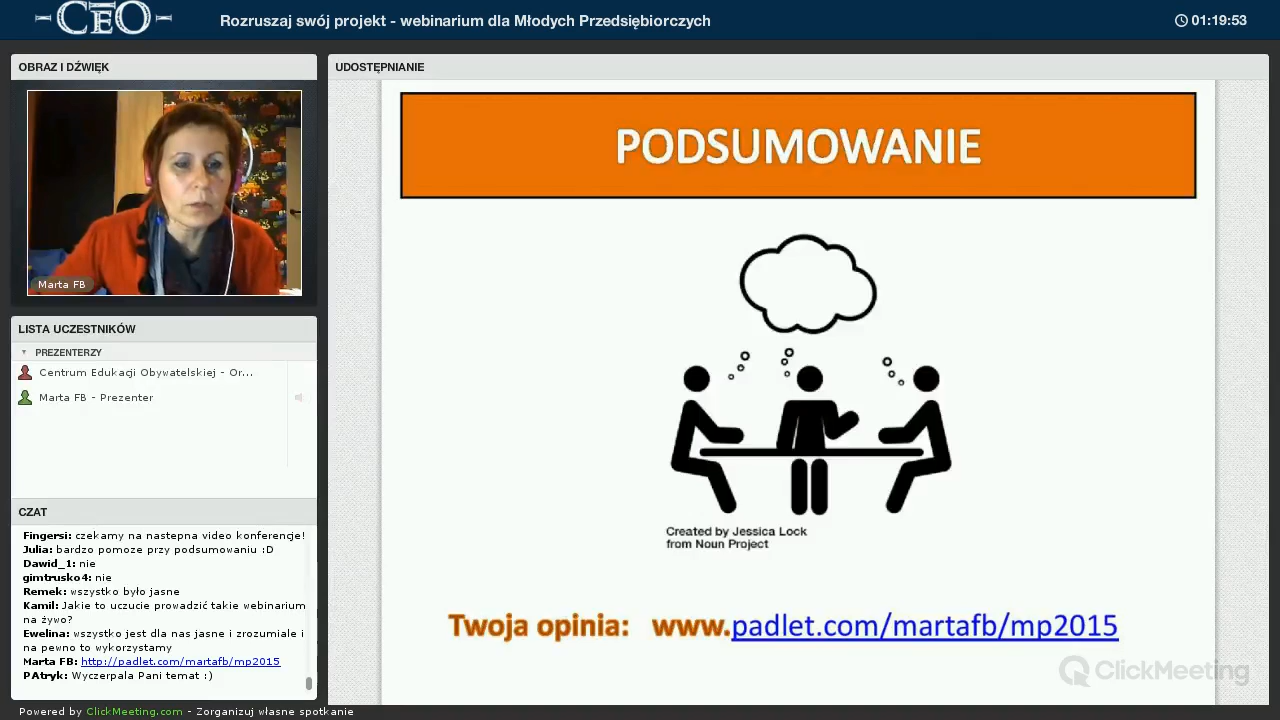 CEO
Rozruszaj swój projekt - webinarium dla Młodych Przedsiębiorczych
01:19:53
OBRAZ I DŹWIĘK
Marta FB
LISTA UCZESTNIKÓW
PREZENTERZY
Centrum Edukacji Obywatelskiej - Or...
Marta FB - Prezenter
CZAT
Fingersi: czekamy na nastepna video konferencje!
Julia: bardzo pomoze przy podsumowaniu :D
Dawid_1: nie
gimtrusko4: nie
Remek: wszystko było jasne
Kamil: Jakie to uczucie prowadzić takie webinarium
na żywo?
Ewelina: wszystko jest dla nas jasne i zrozumiale i
na pewno to wykorzystamy
Marta FB: http://padlet.com/martafb/mp2015
PAtryk: Wyczerpala Pani temat :)
UDOSTĘPNIANIE
PODSUMOWANIE
Created by Jessica Lock
from Noun Project
Twoja opinia: www.padlet.com/martafb/mp2015
ClickMeeting
Powered by ClickMeeting.com - Zorganizuj własne spotkanie